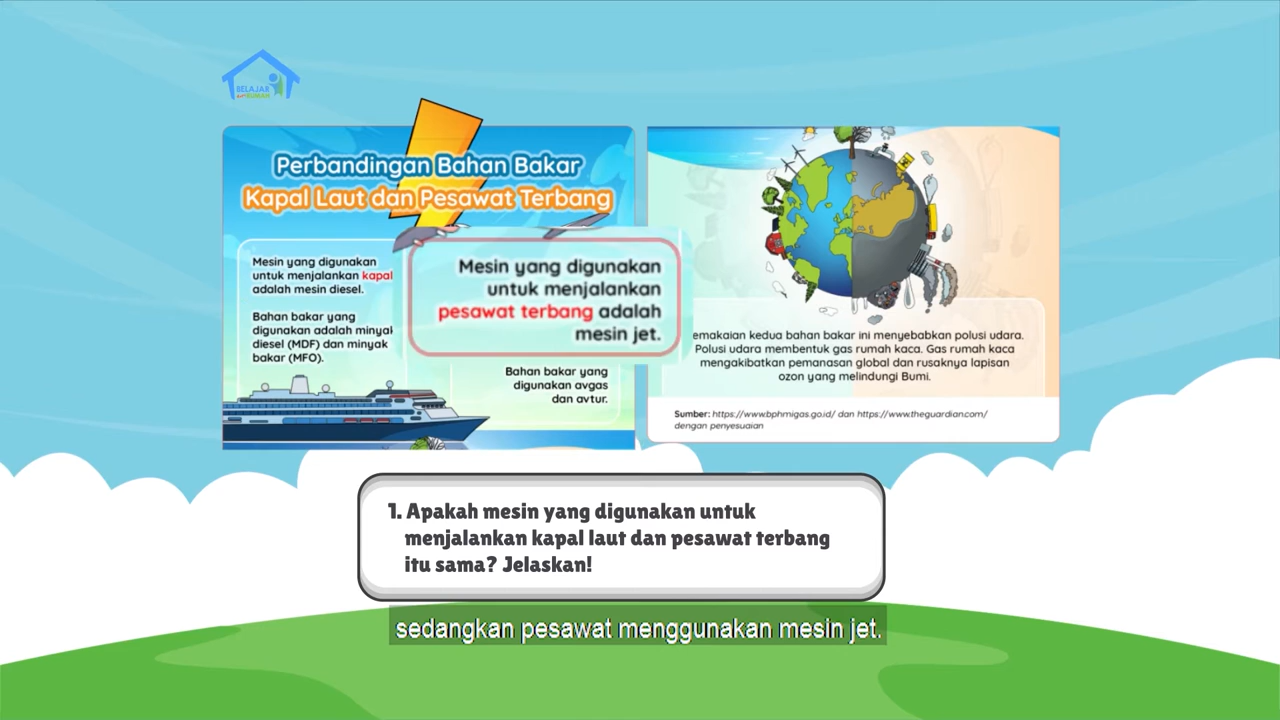 BELAJAR
dari RUMAH
Perbandingan Bahan Bakar
Kapal Laut dan Pesawat Terbang
Mesin yang digunakan
untuk menjalankan kapal
adalah mesin diesel.
Bahan bakar yang
digunakan adalah minyak
diesel (MDF) dan minyak
bakar (MFO).
Mesin yang digunakan
untuk menjalankan
pesawat terbang adalah
mesin jet.
Bahan bakar yang
digunakan avgas
dan avtur.
emakaian kedua bahan bakar ini menyebabkan polusi udara.
Polusi udara membentuk gas rumah kaca. Gas rumah kaca
mengakibatkan pemanasan global dan rusaknya lapisan
ozon yang melindungi Bumi.
Sumber: https://www.bphmigas.go.id/ dan https://www.theguardian.com/
dengan penyesuaian
1. Apakah mesin yang digunakan untuk
menjalankan kapal laut dan pesawat terbang
itu sama? Jelaskan!
sedangkan pesawat menggunakan mesin jet.